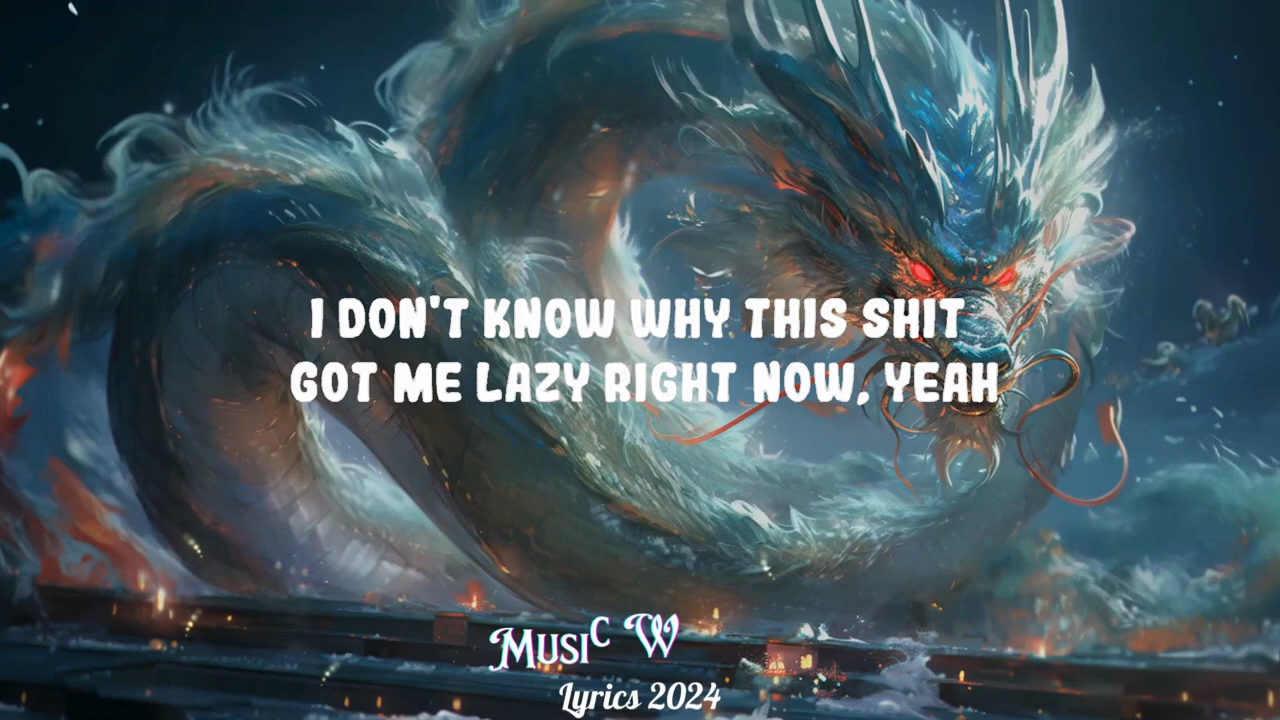 I DON'T KNOW WHY THIS SHIT
GOT ME LAZY RIGHT NOW, YEAH
MUSIC W
Lyrics 2024